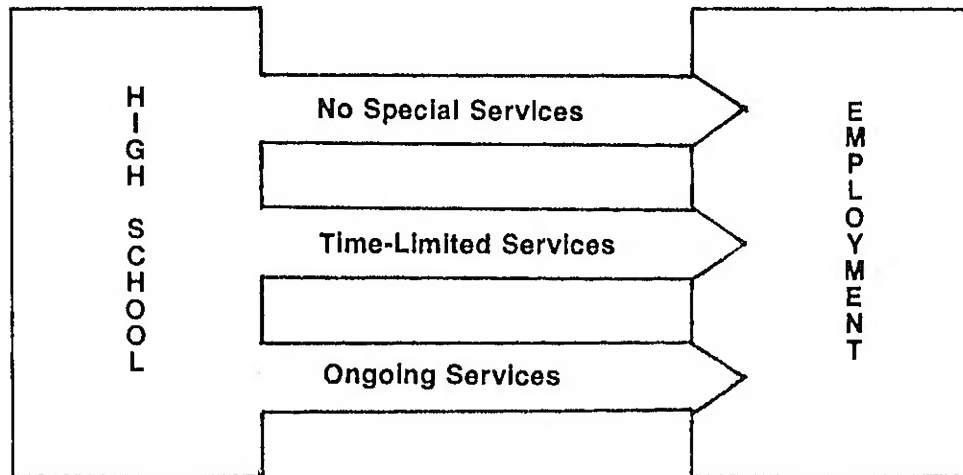 HIGH SCHOOL
No Special Services
Time-Limited Services
Ongoing Services
EMPLOYMENT